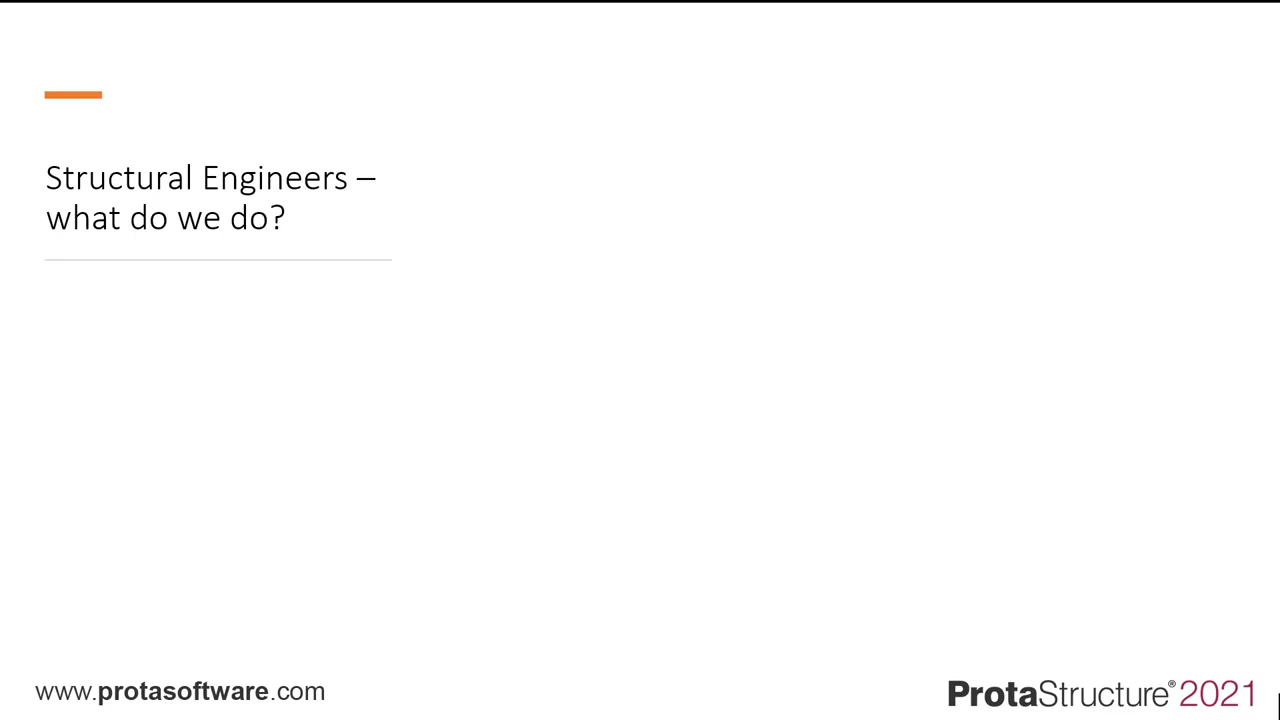 Structural Engineers –
what do we do?
www.protasoftware.com
ProtaStructure® 2021